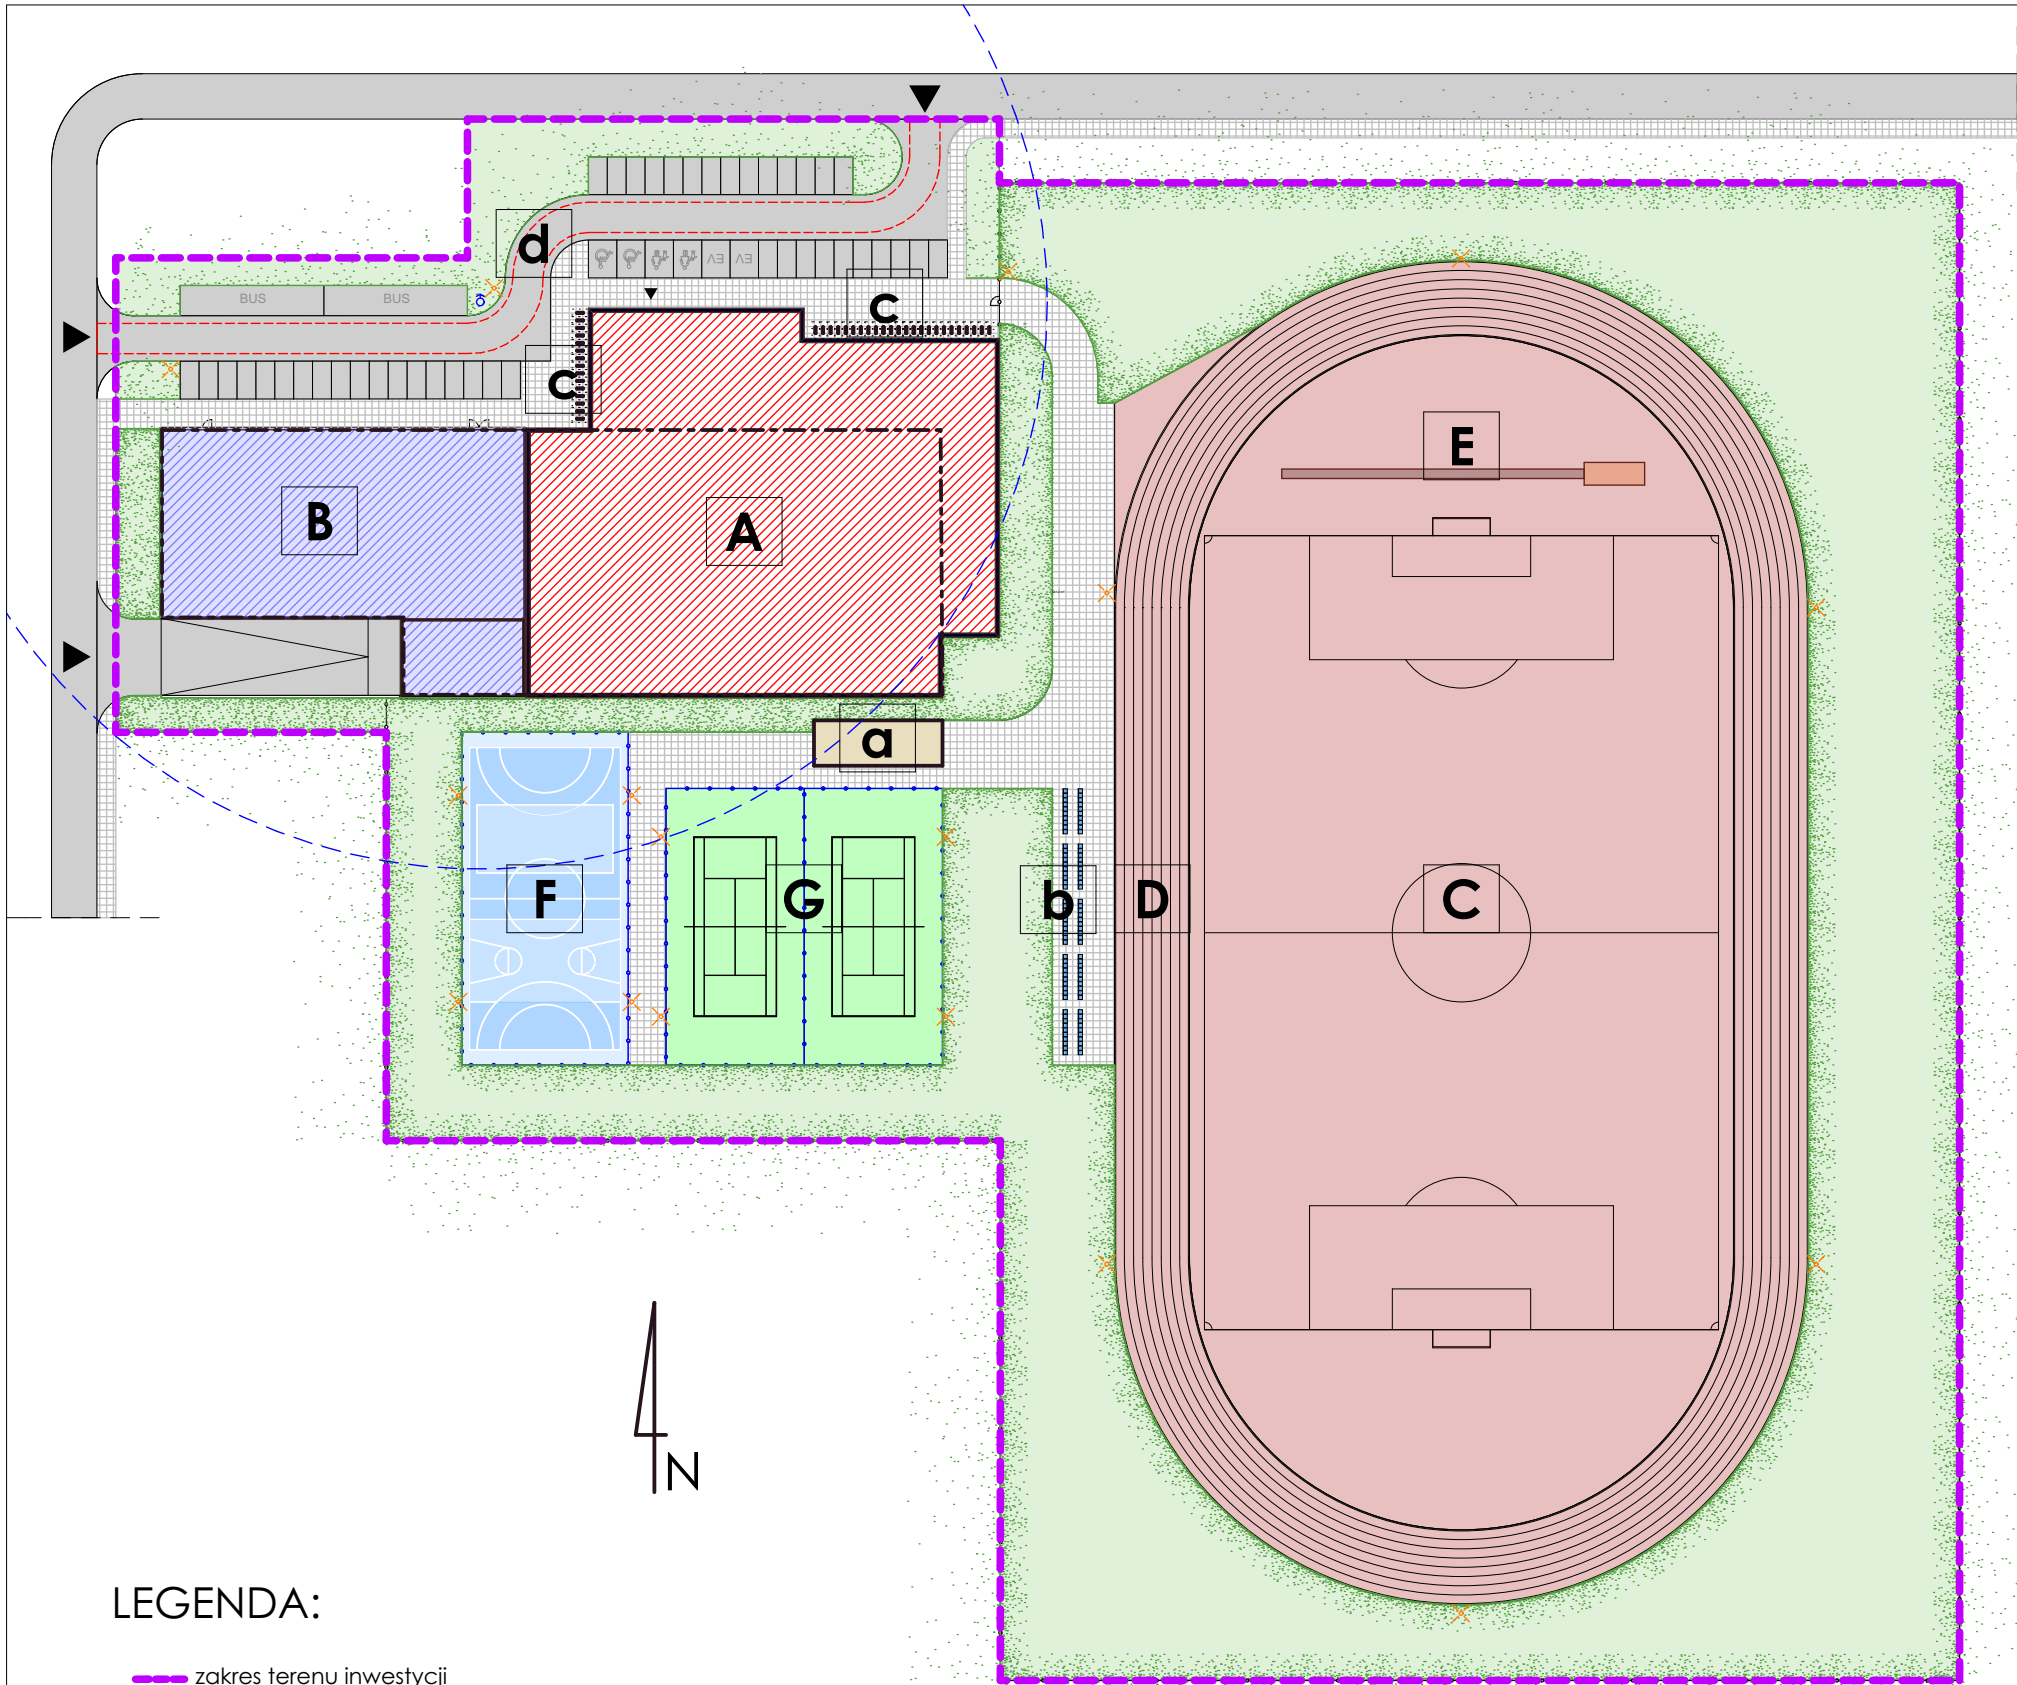 d
BUS BUS
EV EV
c
c
E
B
A
a
F
G
b
D
C
N
LEGENDA:
zakres terenu inwestycji